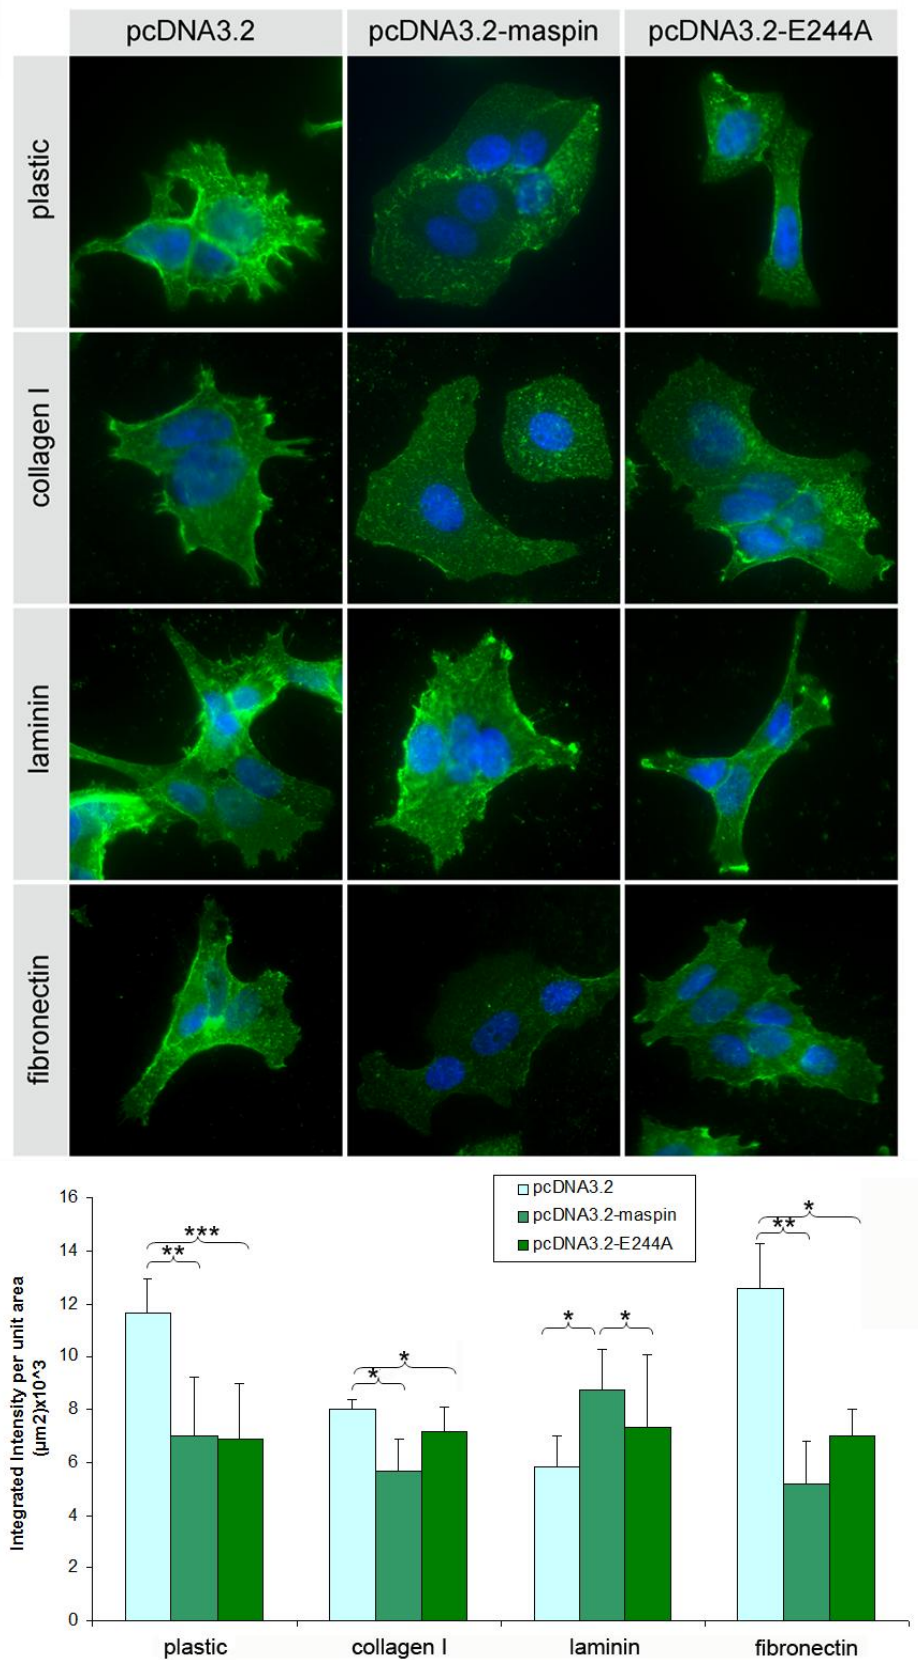 pcDNA3.2 pcDNA3.2-maspin pcDNA3.2-E244A
plastic
collagen I
laminin
fibronectin
pcDNA3.2
pcDNA3.2-maspin
pcDNA3.2-E244A
Integrated Intensity per unit area
(µm2)x10^3
16
14
12
10
8
6
4
2
0
*** ** * * * * * **
plastic collagen I laminin fibronectin